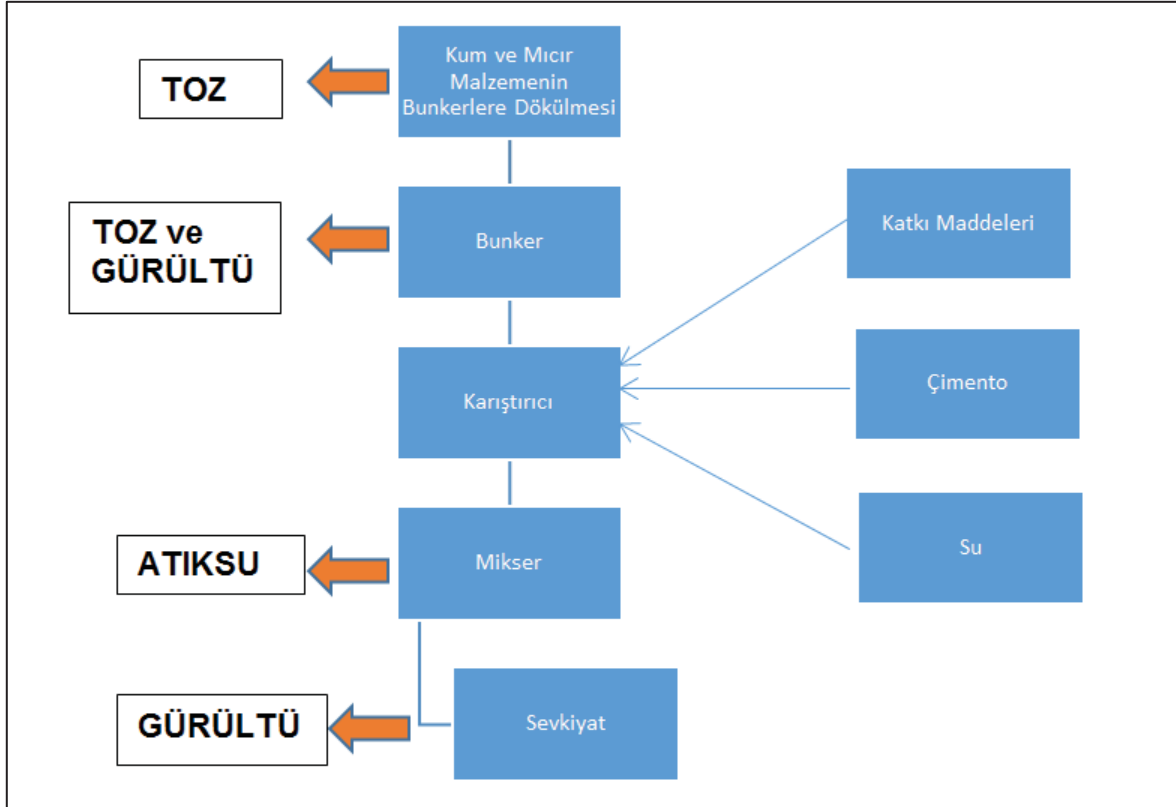 TOZ
Kum ve Mıcır
Malzemenin
Bunkerlere Dökülmesi
TOZ ve
GÜRÜLTÜ
Bunker
Katkı Maddeleri
Karıştırıcı
Çimento
ATIKSU
Mikser
Su
GÜRÜLTÜ
Sevkiyat